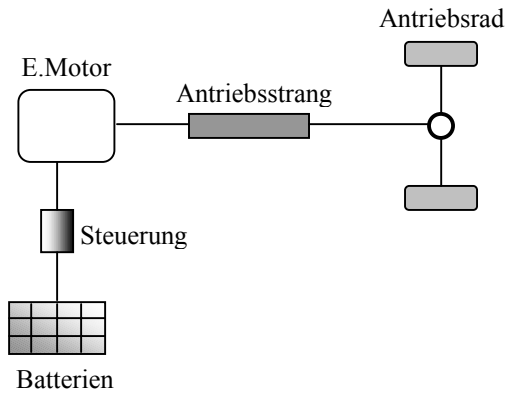 Antriebsrad
E.Motor
Antriebsstrang
Steuerung
Batterien